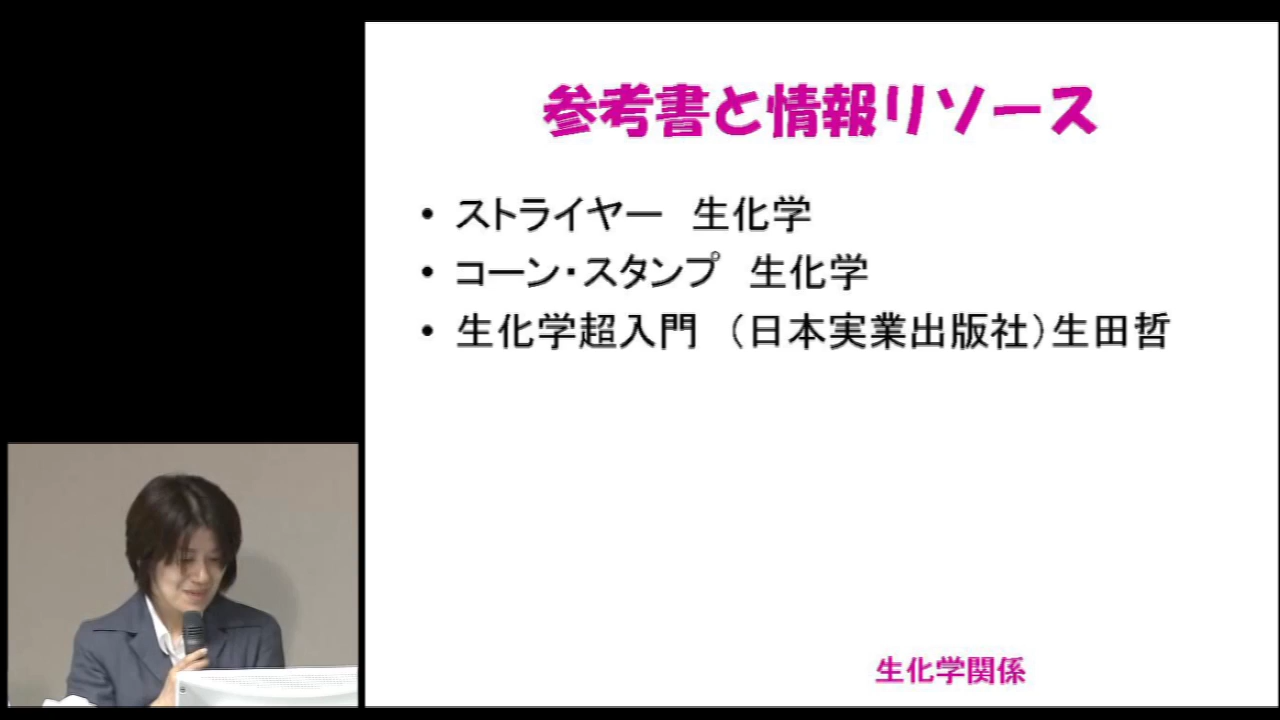 参考書と情報リソース
• ストライヤー　生化学
• コーン・スタンプ　生化学
• 生化学超入門　（日本実業出版社）生田哲
生化学関係